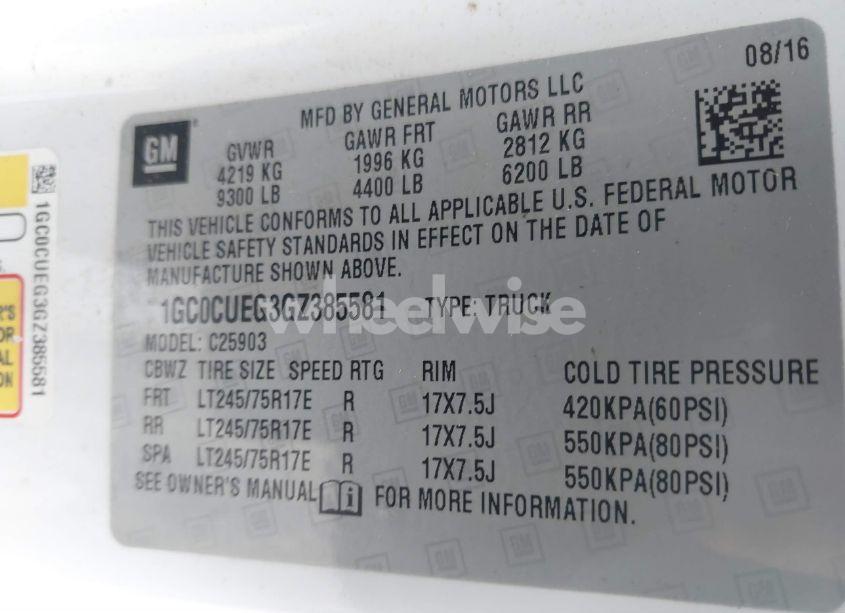 08/16
MFD BY GENERAL MOTORS LLC
GM
GVWR GAWR FRT GAWR RR
4219 KG 1996 KG 2812 KG
9300 LB 4400 LB 6200 LB
THIS VEHICLE CONFORMS TO ALL APPLICABLE U.S. FEDERAL MOTOR
VEHICLE SAFETY STANDARDS IN EFFECT ON THE DATE OF
MANUFACTURE SHOWN ABOVE.
1GC0CUEG3GZ385581 TYPE: TRUCK
MODEL: C25903
CBWZ TIRE SIZE SPEED RTG RIM COLD TIRE PRESSURE
FRT LT245/75R17E R 17X7.5J 420KPA(60PSI)
RR LT245/75R17E R 17X7.5J 550KPA(80PSI)
SPA LT245/75R17E R 17X7.5J 550KPA(80PSI)
SEE OWNER'S MANUAL FOR MORE INFORMATION.
1GC0CUEG3GZ385581
wheelwise